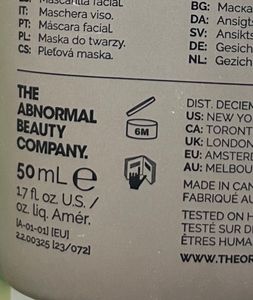 Mascarilla facial.
IT: Maschera viso.
PT: Máscara facial.
PL: Maska do twarzy.
CS: Pleťová maska.
BG: Маска
DA: Ansigts
SV: Ansikts
DE: Gesich
NL: Gezich
THE
ABNORMAL
BEAUTY
COMPANY.
50 mL e
1.7 fl. oz. U.S. /
oz. liq. Amér.
[A-01-01] [EU]
2.2.00325 [23/072]
6M
DIST. DECIEM
US: NEW YO
CA: TORONT
UK: LONDON
EU: AMSTERD
AU: MELBOU
MADE IN CAN
FABRIQUÉ AU
TESTED ON H
TESTÉ SUR D
ÊTRES HUMA
WWW.THEOR